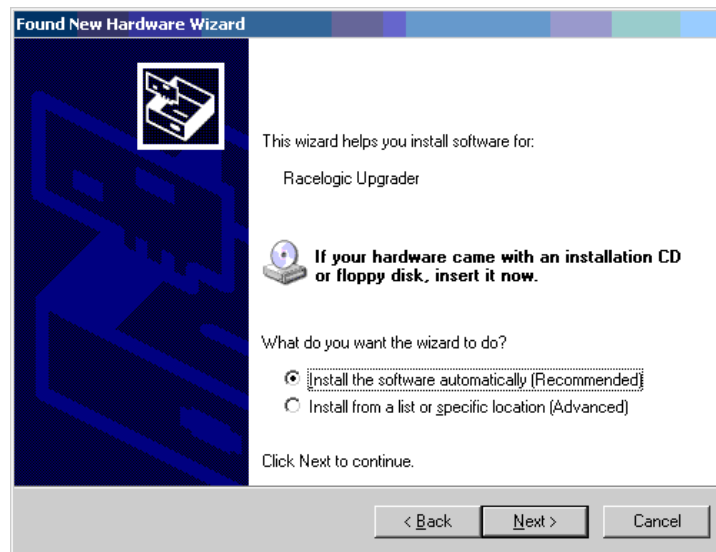 Found New Hardware Wizard
This wizard helps you install software for:
Racelogic Upgrader
If your hardware came with an installation CD
or floppy disk, insert it now.
What do you want the wizard to do?
Install the software automatically (Recommended)
Install from a list or specific location (Advanced)
Click Next to continue.
< Back
Next >
Cancel